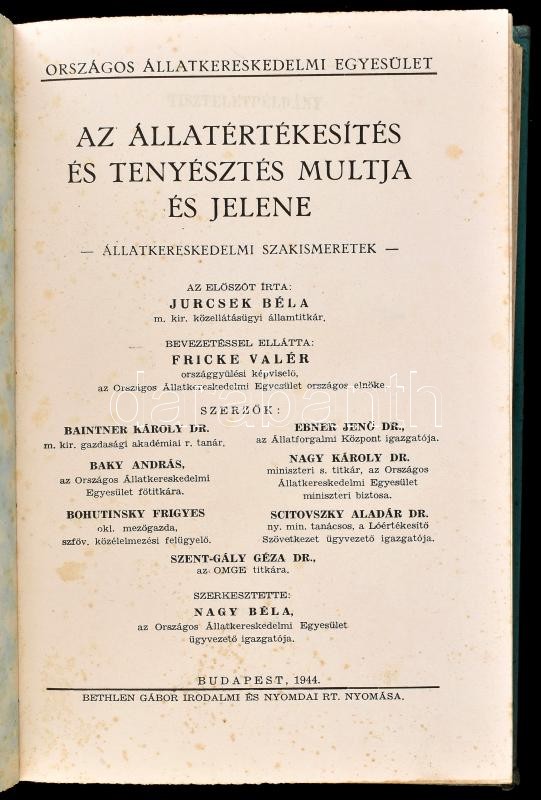 ORSZÁGOS ÁLLATKERESKEDELMI EGYESÜLET
TISZTELETPÉLDÁNY
AZ ÁLLATÉRTÉKESÍTÉS
ÉS TENYÉSZTÉS MULTJA
ÉS JELENE
— ÁLLATKERESKEDELMI SZAKISMERETEK —
AZ ELŐSZÓT ÍRTA:
JURCSEK BÉLA
m. kir. közellátásügyi államtitkár.
BEVEZETÉSSEL ELLÁTTA:
FRICKE VALÉR
országgyülési képviselő,
az Országos Állatkereskedelmi Egyesület országos elnöke
darabanth
SZERZŐK:
BAINTNER KÁROLY DR.
m. kir. gazdasági akadémiai r. tanár.
BAKY ANDRÁS,
az Országos Állatkereskedelmi
Egyesület főtitkára.
BOHUTINSKY FRIGYES
okl. mezőgazda,
szföv. közélelmezési felügyelő.
EBNER JENŐ DR.,
az Állatforgalmi Központ igazgatója.
NAGY KÁROLY DR.
miniszteri s. titkár, az Országos
Állatkereskedelmi Egyesület
miniszteri biztosa.
SCITOVSZKY ALADÁR DR.
ny. min. tanácsos, a Lóértékesítő
Szövetkezet ügyvezető igazgatója.
SZENT-GÁLY GÉZA DR.,
az OMGE titkára.
SZERKESZTETTE:
NAGY BÉLA,
az Országos Állatkereskedelmi Egyesület
ügyvezető igazgatója.
BUDAPEST, 1944.
BETHLEN GÁBOR IRODALMI ÉS NYOMDAI RT. NYOMÁSA.